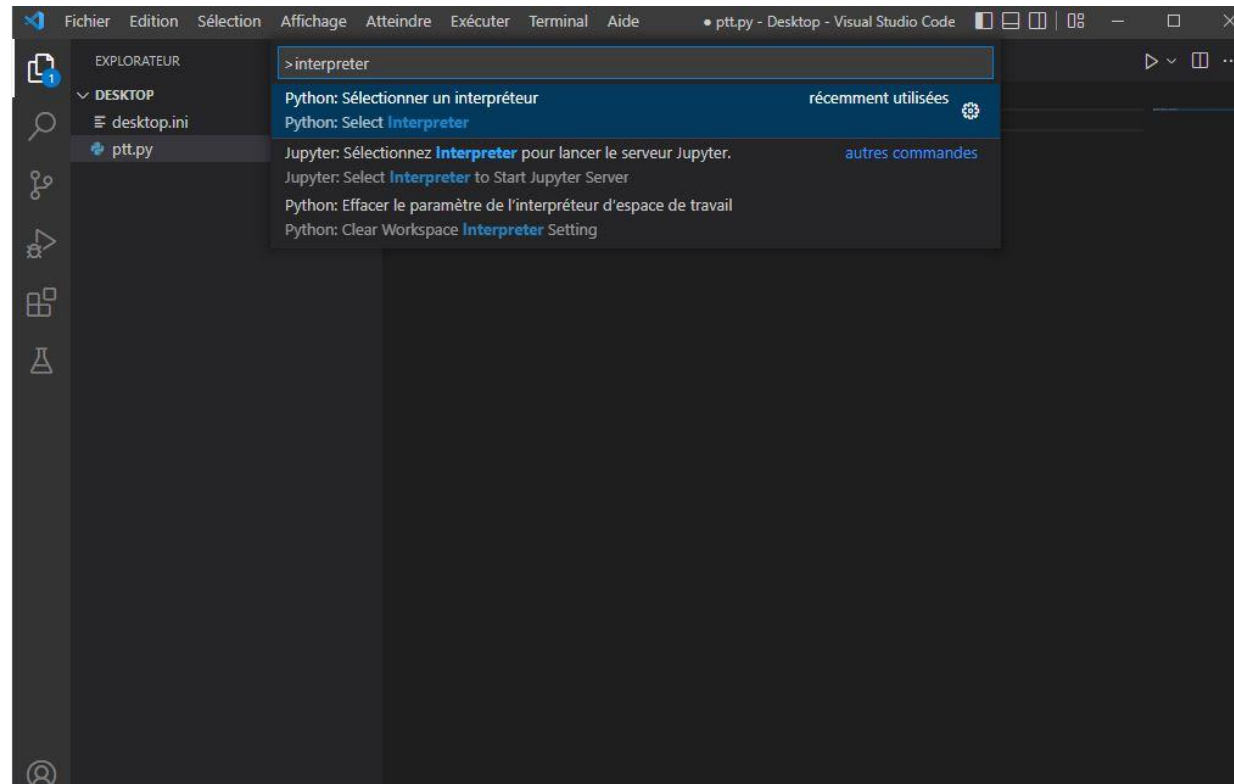 Fichier Edition Sélection Affichage Atteindre Exécuter Terminal Aide ● ptt.py - Desktop - Visual Studio Code
EXPLORATEUR
DESKTOP
desktop.ini
ptt.py
1
>interpreter
Python: Sélectionner un interpréteur récemment utilisées
Python: Select Interpreter
Jupyter: Sélectionnez Interpreter pour lancer le serveur Jupyter. autres commandes
Jupyter: Select Interpreter to Start Jupyter Server
Python: Effacer le paramètre de l'interpréteur d'espace de travail
Python: Clear Workspace Interpreter Setting